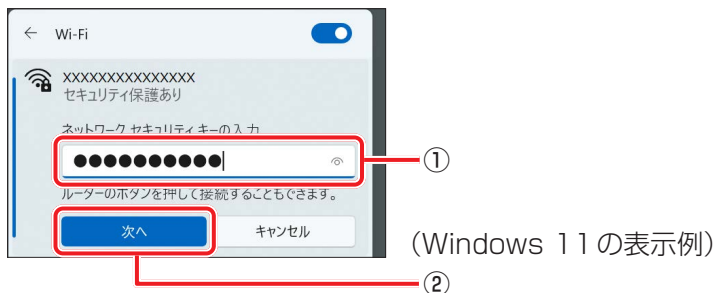 ← Wi-Fi
XXXXXXXXXXXXXXX
セキュリティ保護あり
ネットワーク セキュリティ キーの入力
●●●●●●●●●●
①
ルーターのボタンを押して接続することもできます。
次へ キャンセル
（Windows 11の表示例）
②